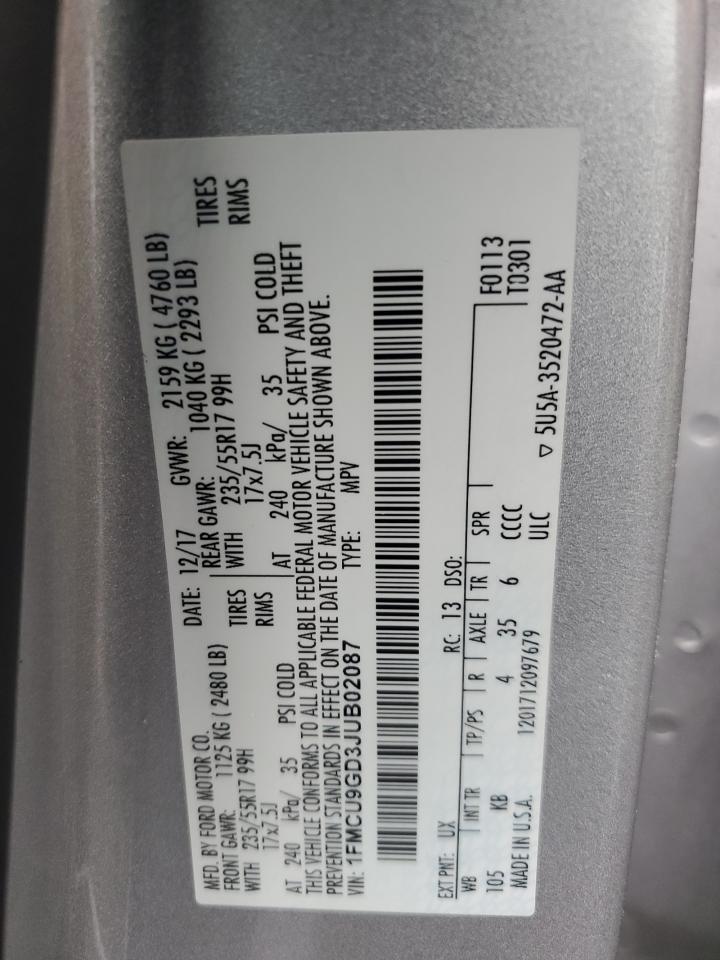 MFD. BY FORD MOTOR CO.
DATE: 12/17 GVWR: 2159 KG ( 4760 LB)
FRONT GAWR: 1125 KG ( 2480 LB) REAR GAWR: 1040 KG ( 2293 LB)
WITH 235/55R17 99H TIRES WITH 235/55R17 99H TIRES
17x7.5J RIMS 17x7.5J RIMS
AT 240 kPa/ 35 PSI COLD AT 240 kPa/ 35 PSI COLD
THIS VEHICLE CONFORMS TO ALL APPLICABLE FEDERAL MOTOR VEHICLE SAFETY AND THEFT
PREVENTION STANDARDS IN EFFECT ON THE DATE OF MANUFACTURE SHOWN ABOVE.
VIN: 1FMCU9GD3JUB02087 TYPE: MPV
EXT PNT: UX RC: 13 DSO:
WB INT TR TP/PS R AXLE TR SPR F0113
105 KB 4 35 6 CCCC T0301
MADE IN U.S.A. 1201712097679 ULC
▽ 5U5A-3520472-AA